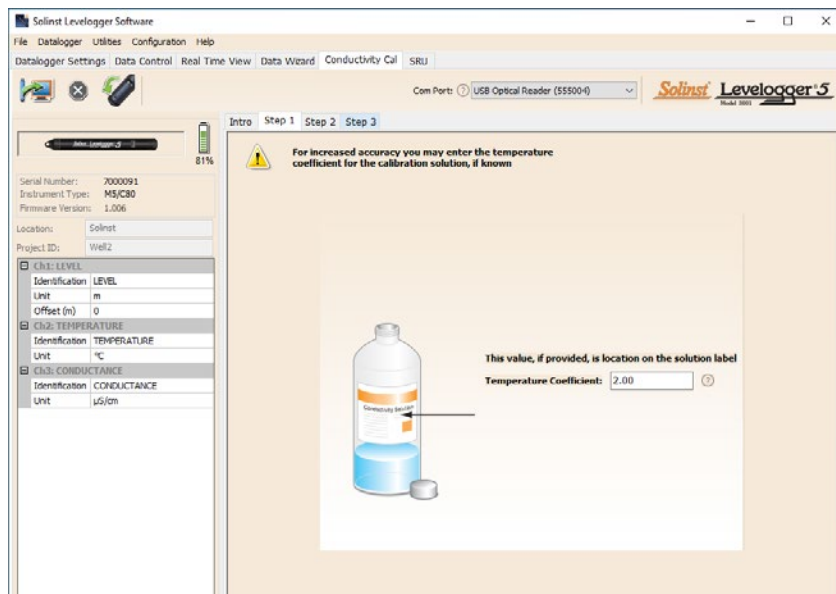 Solinst Levelogger Software
File Datalogger Utilities Configuration Help
Datalogger Settings Data Control Real Time View Data Wizard Conductivity Cal SRU
Com Port: ? USB Optical Reader (555004)
Solinst Levelogger 5
Model 3001
Intro Step 1 Step 2 Step 3
81%
For increased accuracy you may enter the temperature
coefficient for the calibration solution, if known
Serial Number: 7000091
Instrument Type: M5/C80
Firmware Version: 1.006
Location: Solinst
Project ID: Well2
Ch1: LEVEL
Identification LEVEL
Unit m
Offset (m) 0
Ch2: TEMPERATURE
Identification TEMPERATURE
Unit °C
Ch3: CONDUCTANCE
Identification CONDUCTANCE
Unit µS/cm
This value, if provided, is location on the solution label
Temperature Coefficient: 2.00 ?
Conductivity Solution